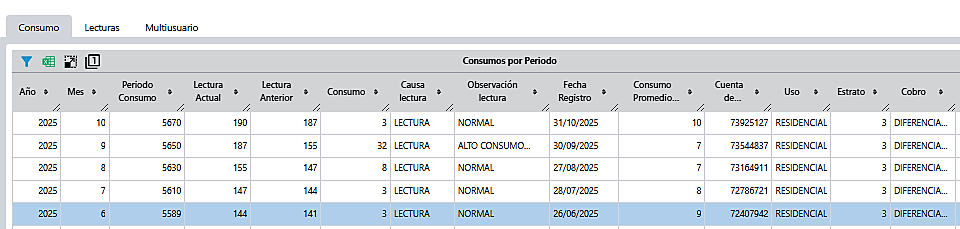 Consumo Lecturas Multiusuario
Consumos por Periodo
Año Mes Periodo Consumo Lectura Actual Lectura Anterior Consumo Causa lectura Observación lectura Fecha Registro Consumo Promedio... Cuenta de... Uso Estrato Cobro
2025 10 5670 190 187 3 LECTURA NORMAL 31/10/2025 10 73925127 RESIDENCIAL 3 DIFERENCIA...
2025 9 5650 187 155 32 LECTURA ALTO CONSUMO... 30/09/2025 7 73544837 RESIDENCIAL 3 DIFERENCIA...
2025 8 5630 155 147 8 LECTURA NORMAL 27/08/2025 7 73164911 RESIDENCIAL 3 DIFERENCIA...
2025 7 5610 147 144 3 LECTURA NORMAL 28/07/2025 8 72786721 RESIDENCIAL 3 DIFERENCIA...
2025 6 5589 144 141 3 LECTURA NORMAL 26/06/2025 9 72407942 RESIDENCIAL 3 DIFERENCIA...